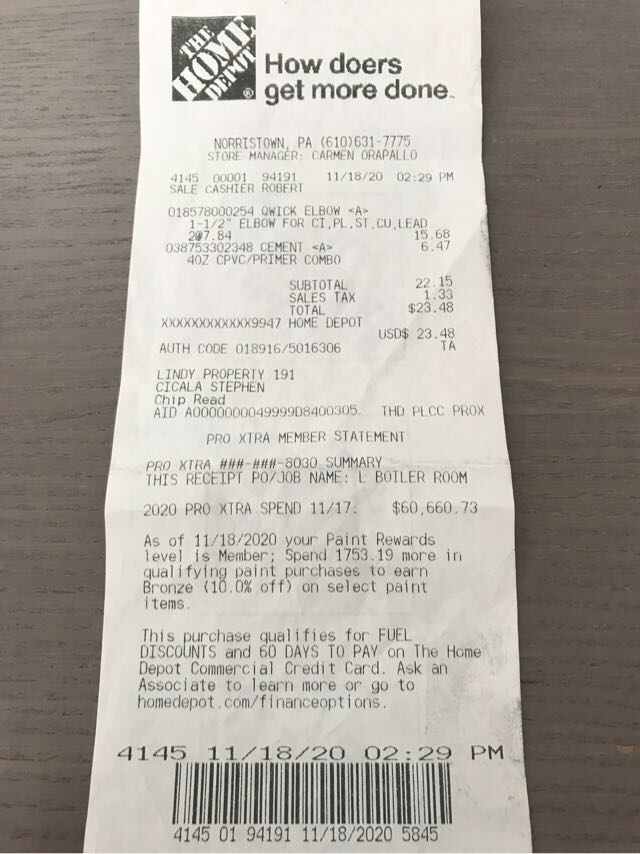 THE
HOME
DEPOT
®
How doers
get more done™
NORRISTOWN, PA (610)631-7775
STORE MANAGER: CARMEN ORAPALLO
4145 00001 94191 11/18/20 02:29 PM
SALE CASHIER ROBERT
018578000254 QWICK ELBOW <A>
1-1/2" ELBOW FOR CI,PL,ST,CU,LEAD
2@7.84 15.68
038753302348 CEMENT <A> 6.47
4OZ CPVC/PRIMER COMBO
SUBTOTAL 22.15
SALES TAX 1.33
TOTAL $23.48
XXXXXXXXXXXX9947 HOME DEPOT
USD$ 23.48
AUTH CODE 018916/5016306 TA
LINDY PROPERTY 191
CICALA STEPHEN
Chip Read
AID A0000000049999D8400305 THD PLCC PROX
PRO XTRA MEMBER STATEMENT
PRO XTRA ###-###-8030 SUMMARY
THIS RECEIPT PO/JOB NAME: L BOILER ROOM
2020 PRO XTRA SPEND 11/17: $60,660.73
As of 11/18/2020 your Paint Rewards
level is Member; Spend 1753.19 more in
qualifying paint purchases to earn
Bronze (10.0% off) on select paint
items.
This purchase qualifies for FUEL
DISCOUNTS and 60 DAYS TO PAY on The Home
Depot Commercial Credit Card. Ask an
Associate to learn more or go to
homedepot.com/financeoptions.
4145 11/18/20 02:29 PM
4145 01 94191 11/18/2020 5845